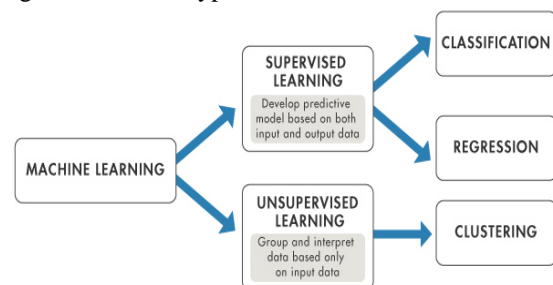 CLASSIFICATION
SUPERVISED
LEARNING
Develop predictive
model based on both
input and output data
MACHINE LEARNING
REGRESSION
UNSUPERVISED
LEARNING
Group and interpret
data based only
on input data
CLUSTERING